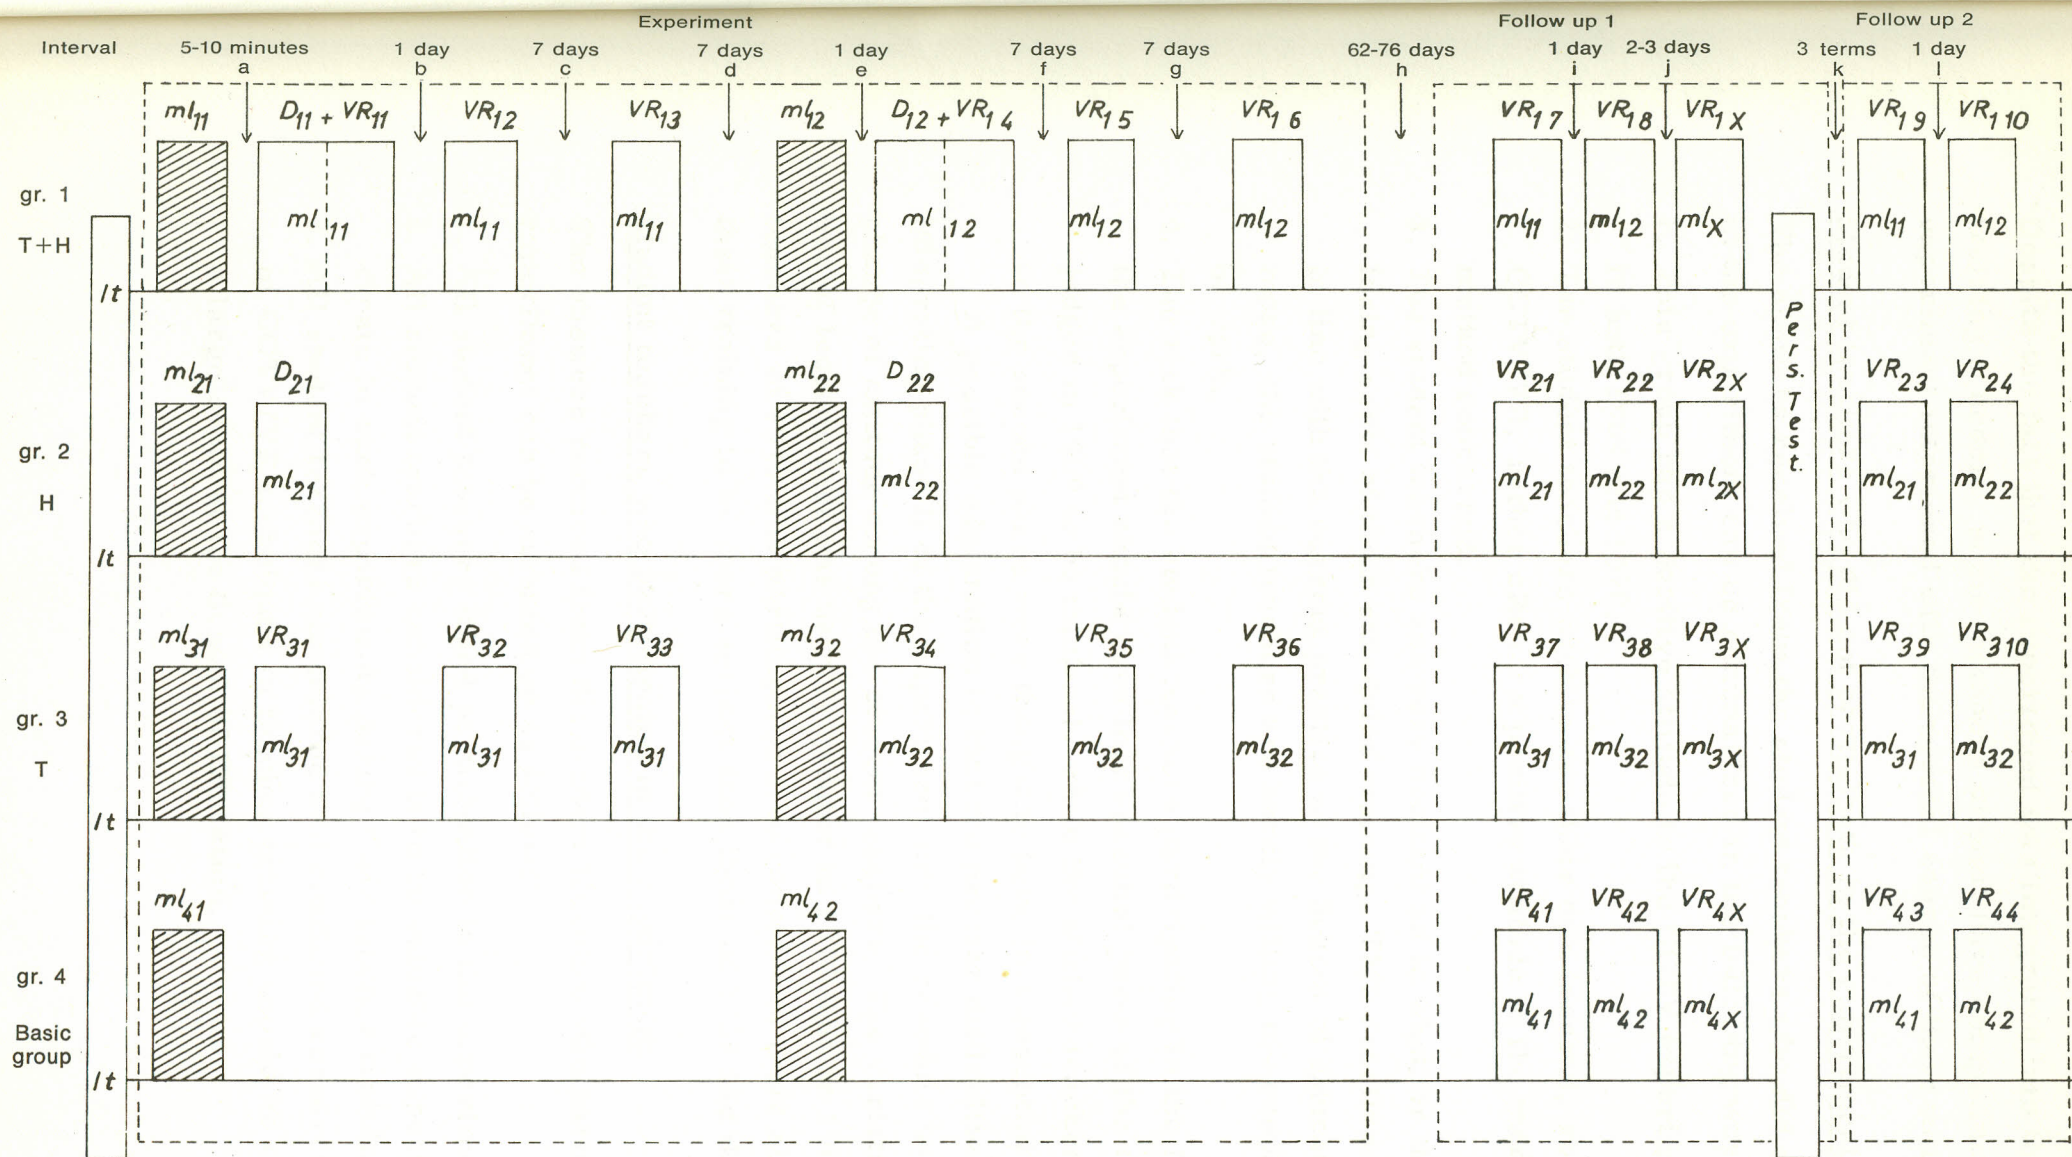 Experiment Follow up 1 Follow up 2
Interval 5-10 minutes 1 day 7 days 7 days 1 day 7 days 7 days 62-76 days 1 day 2-3 days 3 terms 1 day
a b c d e f g h i j k l
ml11 D11 + VR11 VR12 VR13 ml12 D12 + VR14 VR15 VR16 VR17 VR18 VR1X VR19 VR110
gr. 1
T+H
ml11 ml11 ml11 ml12 ml12 ml12 ml11 ml12 mlX ml11 ml12
It
Pers. Test.
ml21 D21 ml22 D22 VR21 VR22 VR2X VR23 VR24
gr. 2
H
ml21 ml22 ml21 ml22 ml2X ml21 ml22
It
ml31 VR31 VR32 VR33 ml32 VR34 VR35 VR36 VR37 VR38 VR3X VR39 VR310
gr. 3
T
ml31 ml31 ml31 ml32 ml32 ml32 ml31 ml32 ml3X ml31 ml32
It
ml41 ml42 VR41 VR42 VR4X VR43 VR44
gr. 4
Basic
group
ml41 ml42 ml4X ml41 ml42
It